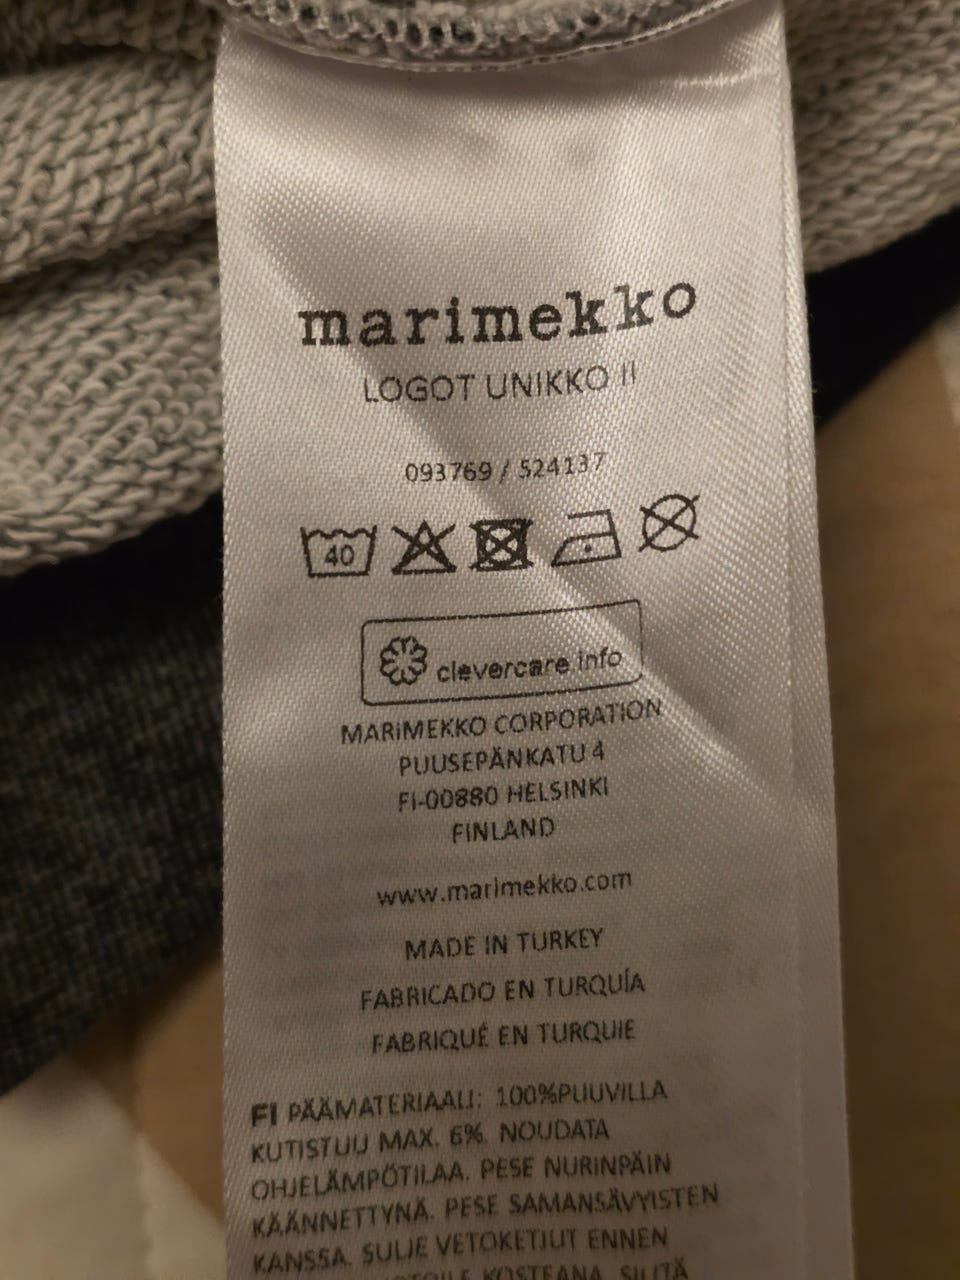 marimekko
LOGOT UNIKKO II
093769 / 524137
40
clevercare.info
MARIMEKKO CORPORATION
PUUSEPÄNKATU 4
FI-00880 HELSINKI
FINLAND
www.marimekko.com
MADE IN TURKEY
FABRICADO EN TURQUÍA
FABRIQUÉ EN TURQUIE
FI PÄÄMATERIAALI: 100%PUUVILLA
KUTISTUU MAX. 6%. NOUDATA
OHJELÄMPÖTILAA. PESE NURINPÄIN
KÄÄNNETTYNÄ. PESE SAMANSÄVYISTEN
KANSSA. SULJE VETOKETJUT ENNEN
KOSTEANA. SILITÄ